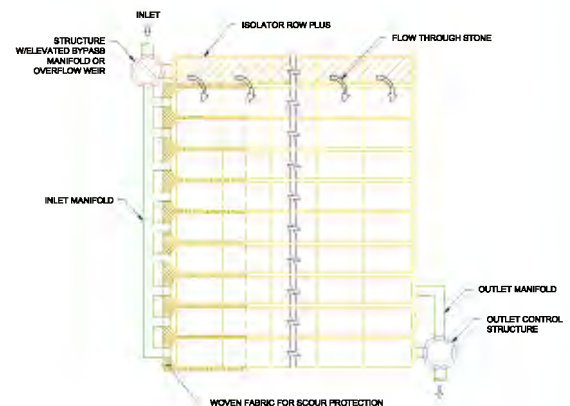 INLET
ISOLATOR ROW PLUS
STRUCTURE
W/ELEVATED BYPASS
MANIFOLD OR
OVERFLOW WEIR
FLOW THROUGH STONE
INLET MANIFOLD
OUTLET MANIFOLD
OUTLET CONTROL
STRUCTURE
WOVEN FABRIC FOR SCOUR PROTECTION